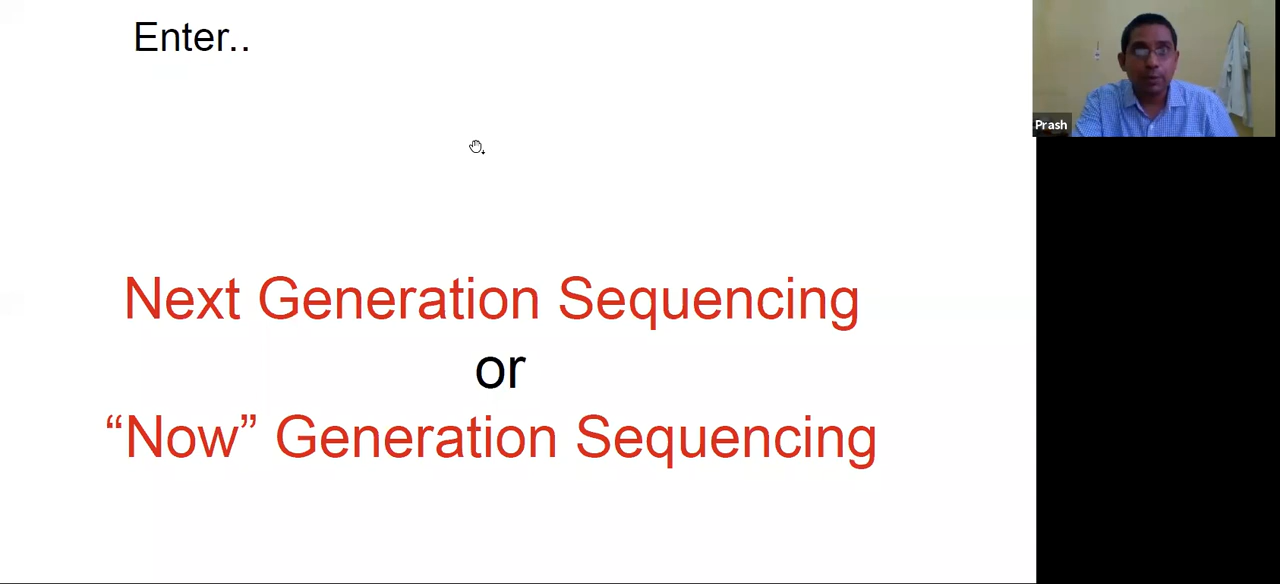 Enter..
Prash
Next Generation Sequencing
or
“Now” Generation Sequencing